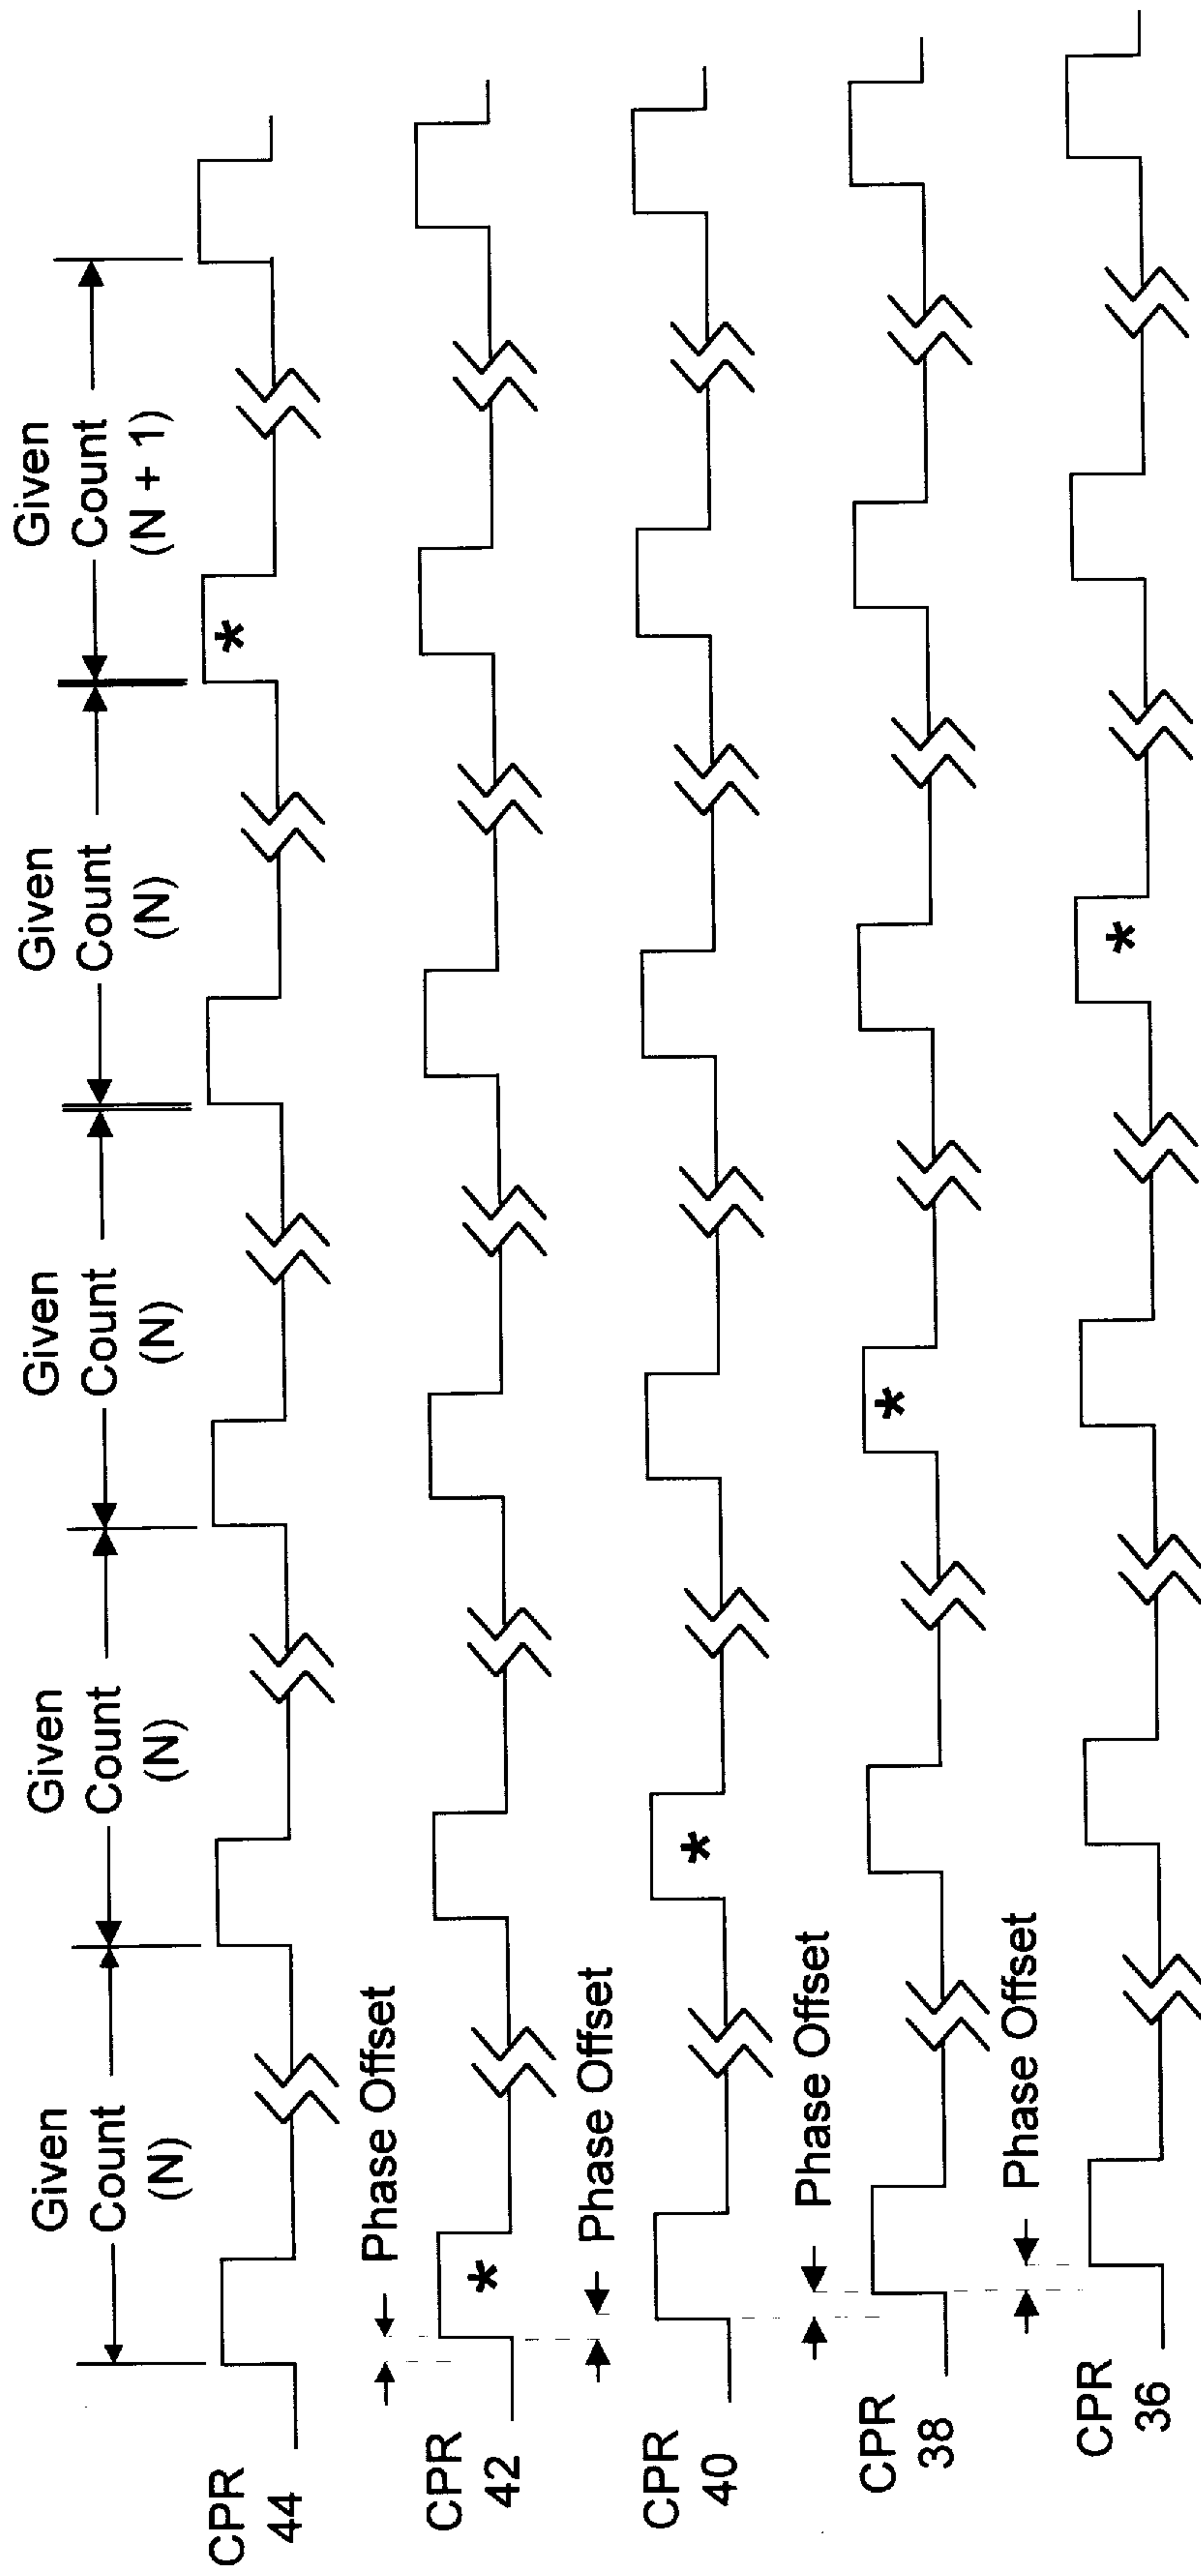 Given
Count
(N)
Given
Count
(N)
Given
Count
(N)
Given
Count
(N)
Given
Count
(N + 1)
CPR
44
*
Phase Offset
CPR
42
*
Phase Offset
CPR
40
*
Phase Offset
CPR
38
*
Phase Offset
CPR
36
*